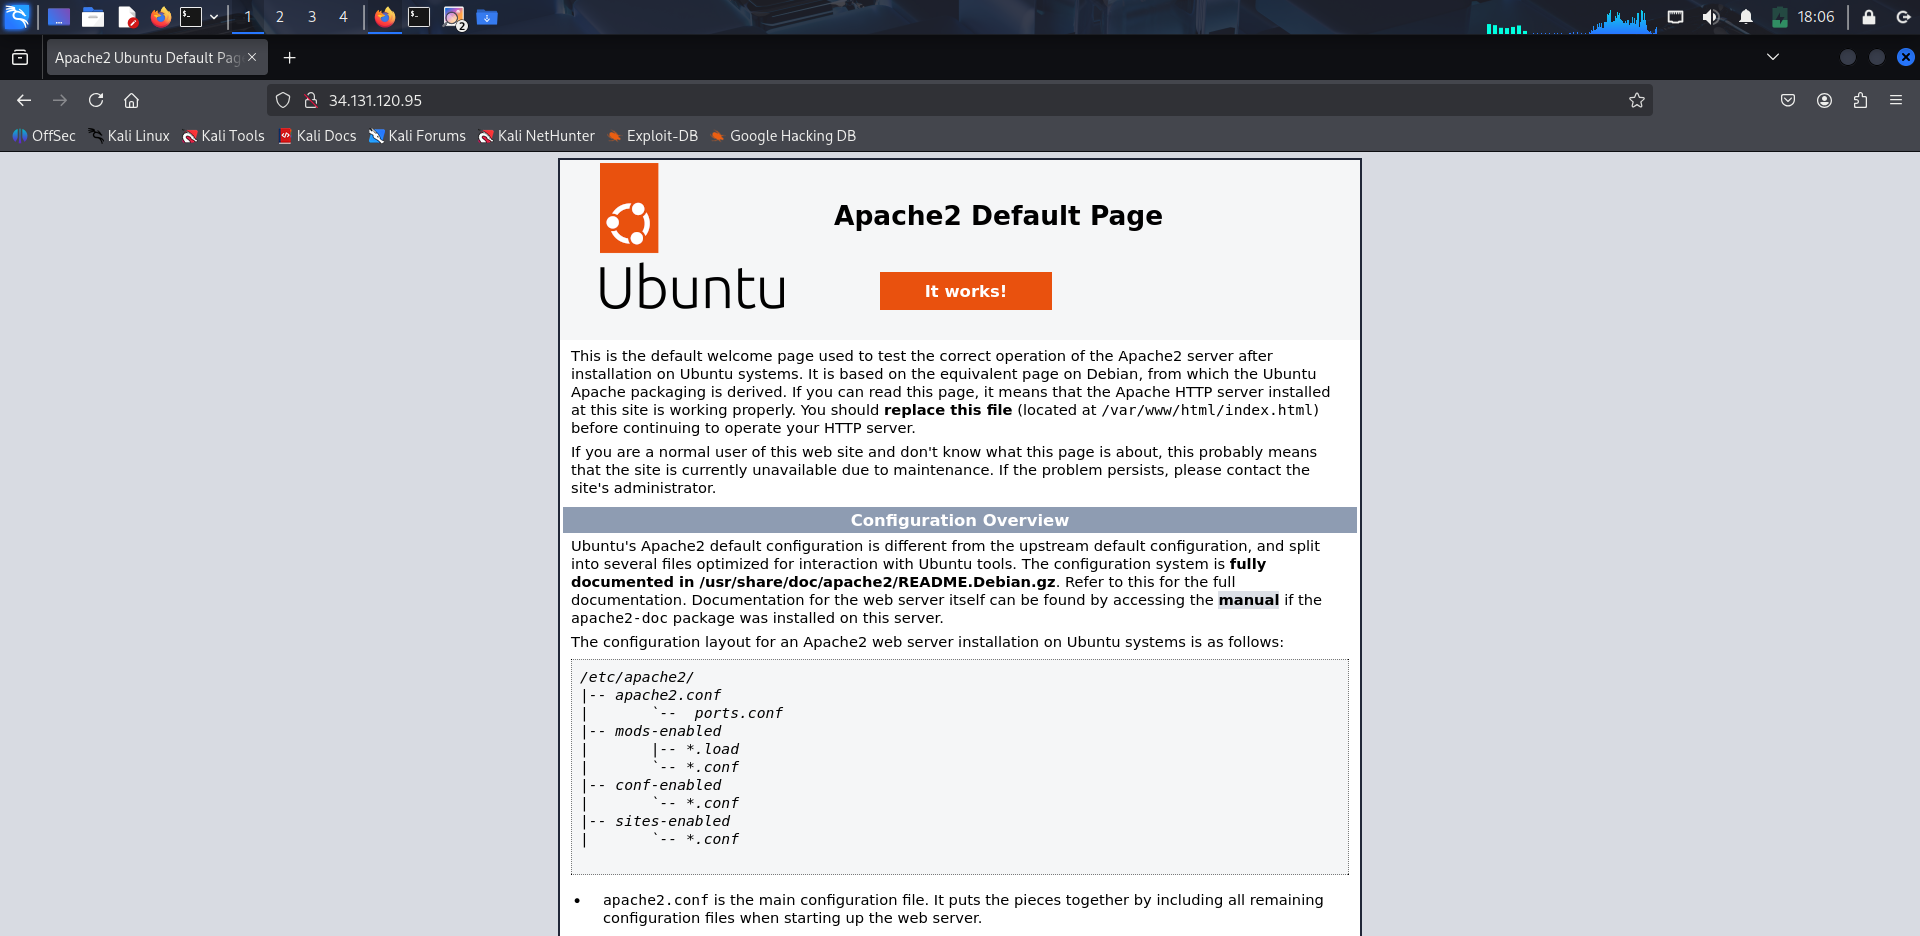 1 2 3 4 2 18:06
Apache2 Ubuntu Default Pag
34.131.120.95
OffSec Kali Linux Kali Tools Kali Docs Kali Forums Kali NetHunter Exploit-DB Google Hacking DB
Apache2 Default Page
Ubuntu
It works!
This is the default welcome page used to test the correct operation of the Apache2 server after
installation on Ubuntu systems. It is based on the equivalent page on Debian, from which the Ubuntu
Apache packaging is derived. If you can read this page, it means that the Apache HTTP server installed
at this site is working properly. You should replace this file (located at /var/www/html/index.html)
before continuing to operate your HTTP server.
If you are a normal user of this web site and don't know what this page is about, this probably means
that the site is currently unavailable due to maintenance. If the problem persists, please contact the
site's administrator.
Configuration Overview
Ubuntu's Apache2 default configuration is different from the upstream default configuration, and split
into several files optimized for interaction with Ubuntu tools. The configuration system is fully
documented in /usr/share/doc/apache2/README.Debian.gz. Refer to this for the full
documentation. Documentation for the web server itself can be found by accessing the manual if the
apache2-doc package was installed on this server.
The configuration layout for an Apache2 web server installation on Ubuntu systems is as follows:
/etc/apache2/
|-- apache2.conf
|       `--  ports.conf
|-- mods-enabled
|       |-- *.load
|       `-- *.conf
|-- conf-enabled
|       `-- *.conf
|-- sites-enabled
|       `-- *.conf
• apache2.conf is the main configuration file. It puts the pieces together by including all remaining
configuration files when starting up the web server.